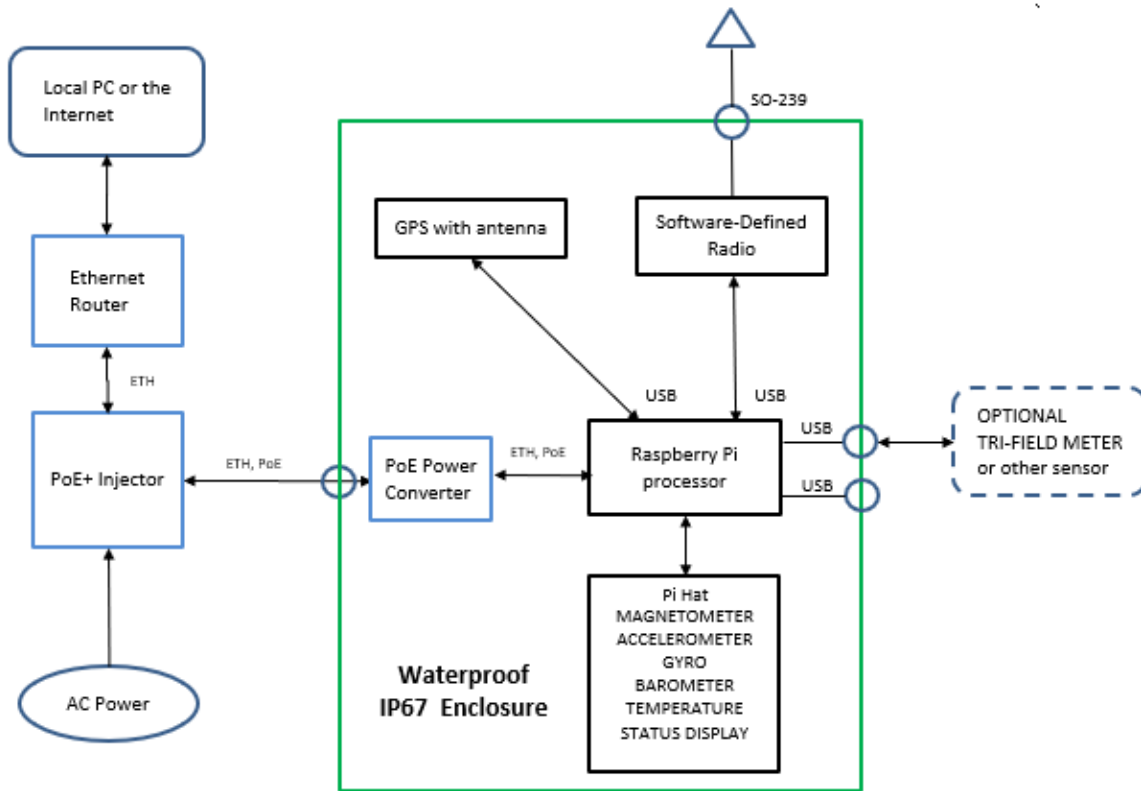 Local PC or the
Internet
SO-239
GPS with antenna
Software-Defined
Radio
Ethernet
Router
ETH
USB
USB
PoE+ Injector
ETH, PoE
PoE Power
Converter
ETH, PoE
Raspberry Pi
processor
USB
USB
OPTIONAL
TRI-FIELD METER
or other sensor
Pi Hat
MAGNETOMETER
ACCELEROMETER
GYRO
BAROMETER
TEMPERATURE
STATUS DISPLAY
Waterproof
IP67 Enclosure
AC Power